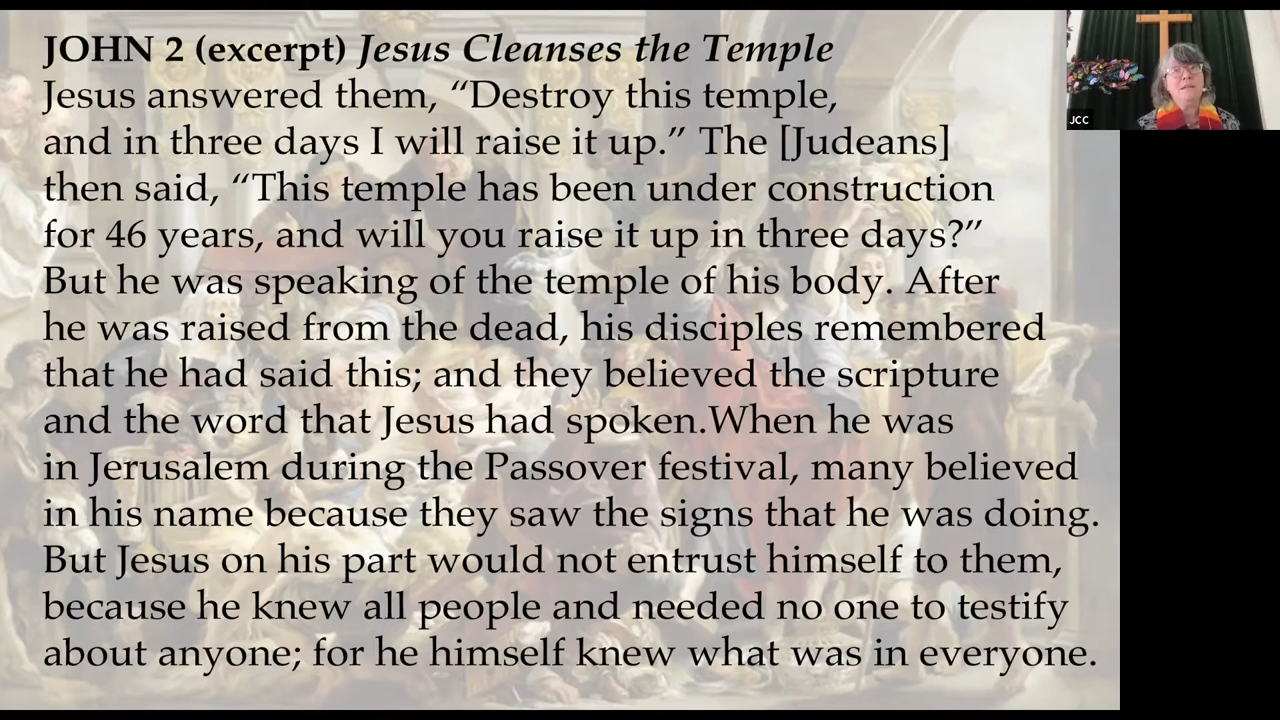 JOHN 2 (excerpt) Jesus Cleanses the Temple
Jesus answered them, “Destroy this temple,
and in three days I will raise it up.” The [Judeans]
then said, “This temple has been under construction
for 46 years, and will you raise it up in three days?”
But he was speaking of the temple of his body. After
he was raised from the dead, his disciples remembered
that he had said this; and they believed the scripture
and the word that Jesus had spoken.When he was
in Jerusalem during the Passover festival, many believed
in his name because they saw the signs that he was doing.
But Jesus on his part would not entrust himself to them,
because he knew all people and needed no one to testify
about anyone; for he himself knew what was in everyone.
JCC